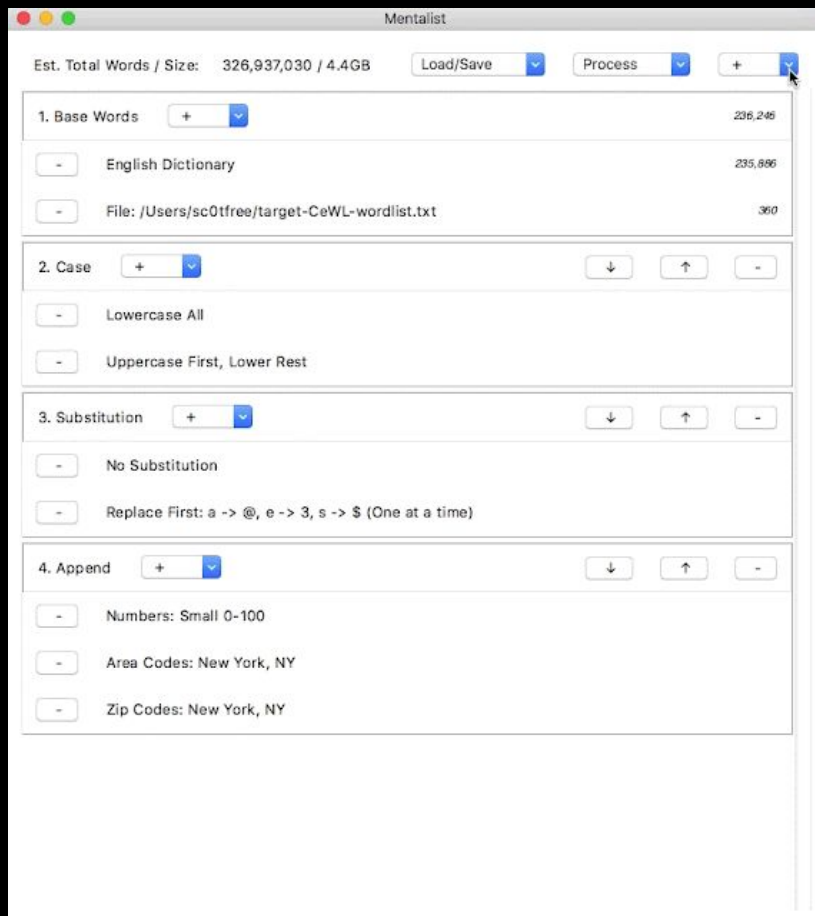 Mentalist
Est. Total Words / Size: 326,937,030 / 4.4GB Load/Save Process +
1. Base Words + 236,246
- English Dictionary 235,886
- File: /Users/sc0tfree/target-CeWL-wordlist.txt 360
2. Case + ↓ ↑ -
- Lowercase All
- Uppercase First, Lower Rest
3. Substitution + ↓ ↑ -
- No Substitution
- Replace First: a -> @, e -> 3, s -> $ (One at a time)
4. Append + ↓ ↑ -
- Numbers: Small 0-100
- Area Codes: New York, NY
- Zip Codes: New York, NY